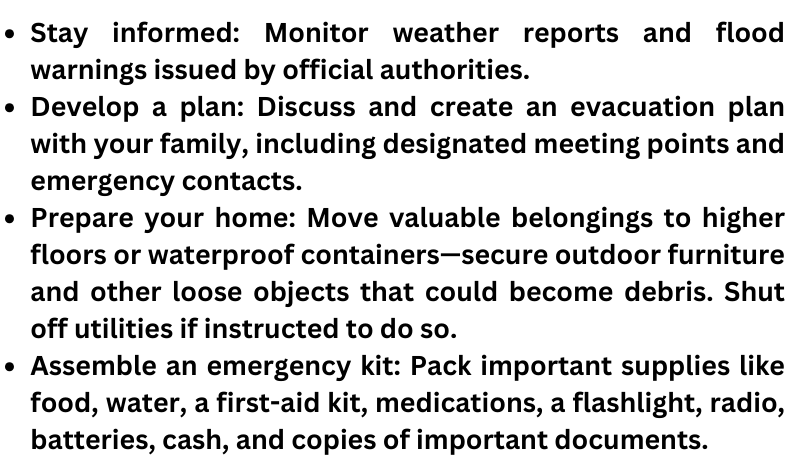 • Stay informed: Monitor weather reports and flood
warnings issued by official authorities.
• Develop a plan: Discuss and create an evacuation plan
with your family, including designated meeting points and
emergency contacts.
• Prepare your home: Move valuable belongings to higher
floors or waterproof containers—secure outdoor furniture
and other loose objects that could become debris. Shut
off utilities if instructed to do so.
• Assemble an emergency kit: Pack important supplies like
food, water, a first-aid kit, medications, a flashlight, radio,
batteries, cash, and copies of important documents.